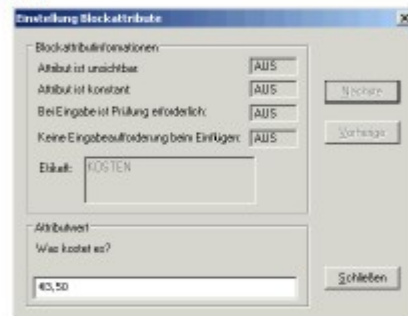 Einstellung Blockattribute
Blockattributinformationen
Attribut ist unsichtbar: AUS
Attribut ist konstant: AUS
Bei Eingabe ist Prüfung erforderlich: AUS
Keine Eingabeaufforderung beim Einfügen: AUS
Etikett: KOSTEN
Nächste
Vorherige
Attributwert
Was kostet es?
€3,50
Schließen